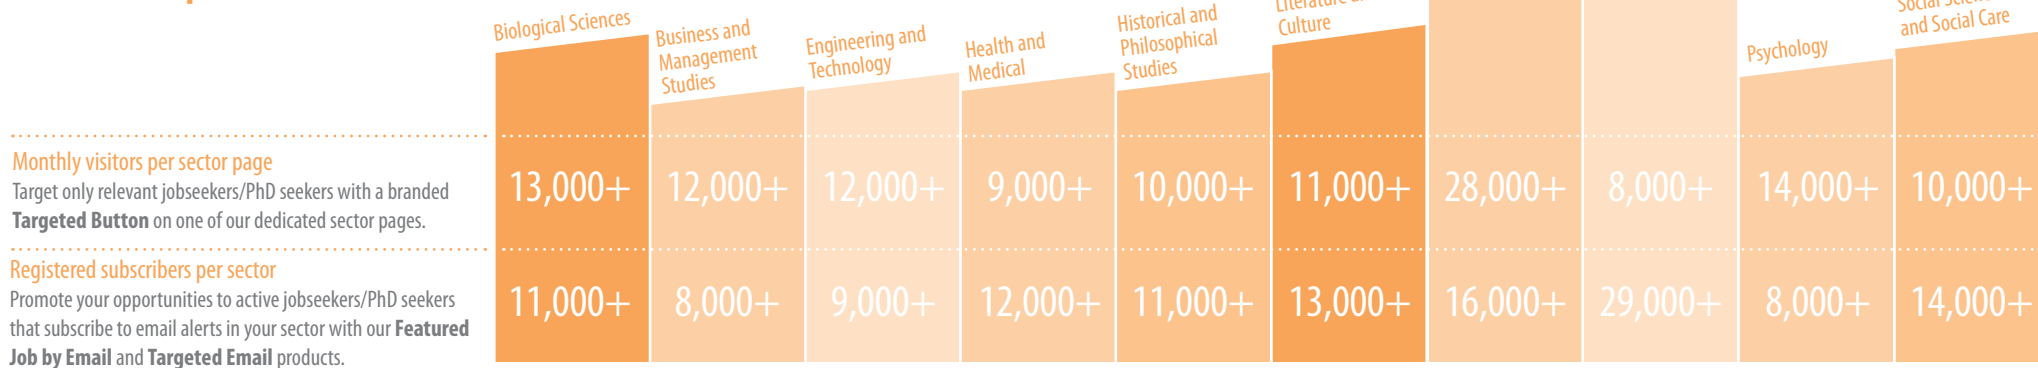 Biological Sciences
Business and
Management
Studies
Engineering and
Technology
Health and
Medical
Historical and
Philosophical
Studies
Literature
Culture
Psychology
Social
and Social Care
Monthly visitors per sector page
Target only relevant jobseekers/PhD seekers with a branded
Targeted Button on one of our dedicated sector pages.
13,000+ 12,000+ 12,000+ 9,000+ 10,000+ 11,000+ 28,000+ 8,000+ 14,000+ 10,000+
Registered subscribers per sector
Promote your opportunities to active jobseekers/PhD seekers
that subscribe to email alerts in your sector with our Featured
Job by Email and Targeted Email products.
11,000+ 8,000+ 9,000+ 12,000+ 11,000+ 13,000+ 16,000+ 29,000+ 8,000+ 14,000+